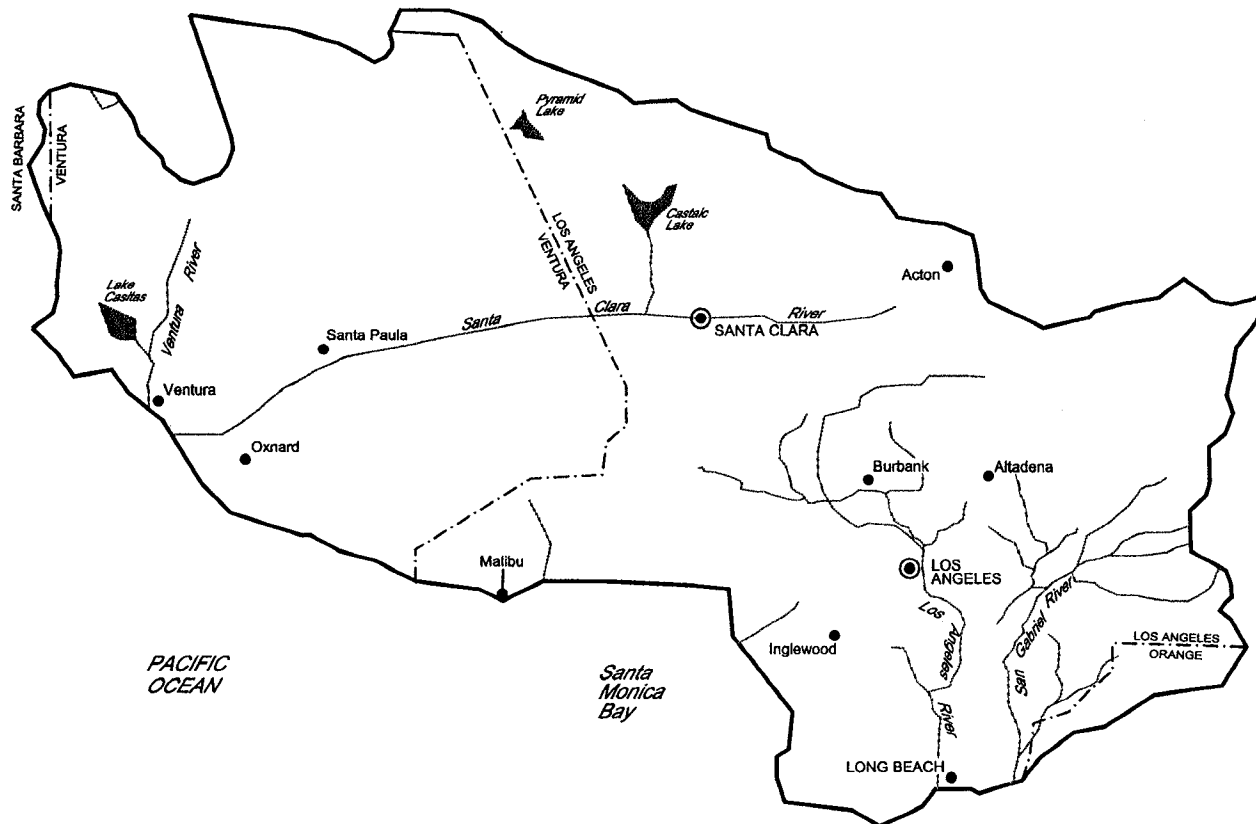 Pyramid
Lake
SANTA BARBARA
VENTURA
Castaic
Lake
LOS ANGELES
VENTURA
Ventura River
Lake
Casitas
Acton
Santa Clara River
SANTA CLARA
Santa Paula
Ventura
Oxnard
Burbank
Altadena
Malibu
LOS
ANGELES
Los Angeles River
San Gabriel River
Inglewood
LOS ANGELES
ORANGE
PACIFIC
OCEAN
Santa
Monica
Bay
LONG BEACH